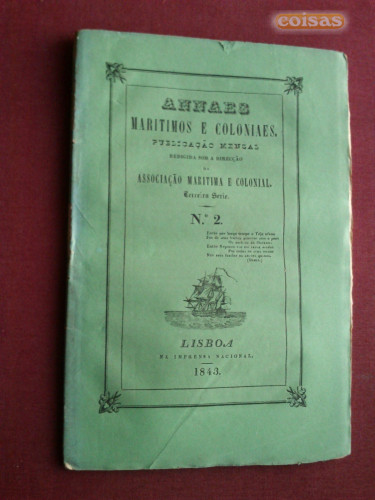 coisas
ANNAES
MARITIMOS E COLONIAES.
PUBLICAÇÃO MENSAL
REDIGIDA SOB A DIRECÇÃO
DA
ASSOCIAÇÃO MARITIMA E COLONIAL.
Terceira Serie.
N.º 2.
LISBOA
NA IMPRENSA NACIONAL.
1843.